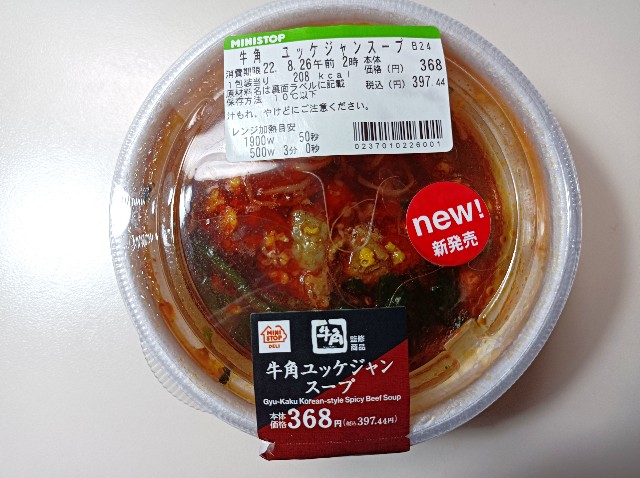 MINISTOP
牛角 ユッケジャンスープ B24
消費期限 22. 8.26午前 2時 本体価格(円) 368
1包装当り 208 kcal 税込(円) 397.44
原材料名は裏面ラベルに記載
保存方法 10℃以下
汁もれ、やけどにご注意ください。
レンジ加熱目安
1900W 50秒
500W 3分 0秒
0237010226001
new!
新発売
MINI STOP DELI
牛角
監修商品
牛角ユッケジャン
スープ
Gyu-Kaku Korean-style Spicy Beef Soup
本体価格 368円(税込397.44円)